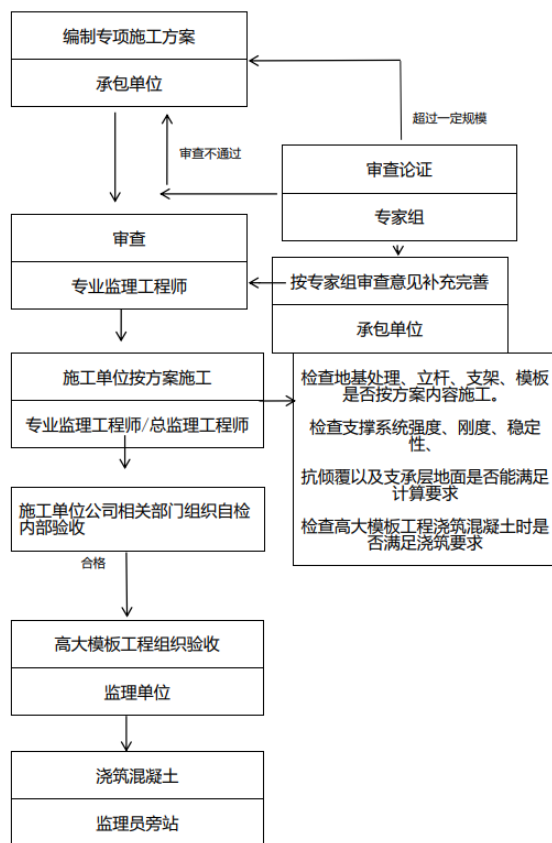 编制专项施工方案
承包单位
超过一定规模
审查不通过
审查论证
专家组
审查
专业监理工程师
按专家组审查意见补充完善
承包单位
施工单位按方案施工
专业监理工程师/总监理工程师
检查地基处理、立杆、支架、模板
是否按方案内容施工。
检查支撑系统强度、刚度、稳定
性、
抗倾覆以及支承层地面是否能满足
计算要求
检查高大模板工程浇筑混凝土时是
否满足浇筑要求
施工单位公司相关部门组织自检
内部验收
合格
高大模板工程组织验收
监理单位
浇筑混凝土
监理员旁站